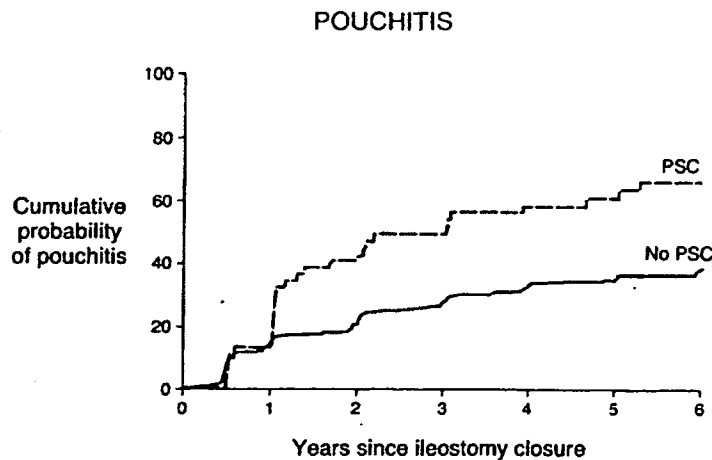 POUCHITIS
100
80
60
40
20
0
Cumulative
probability
of pouchitis
PSC
No PSC
0 1 2 3 4 5 6
Years since ileostomy closure